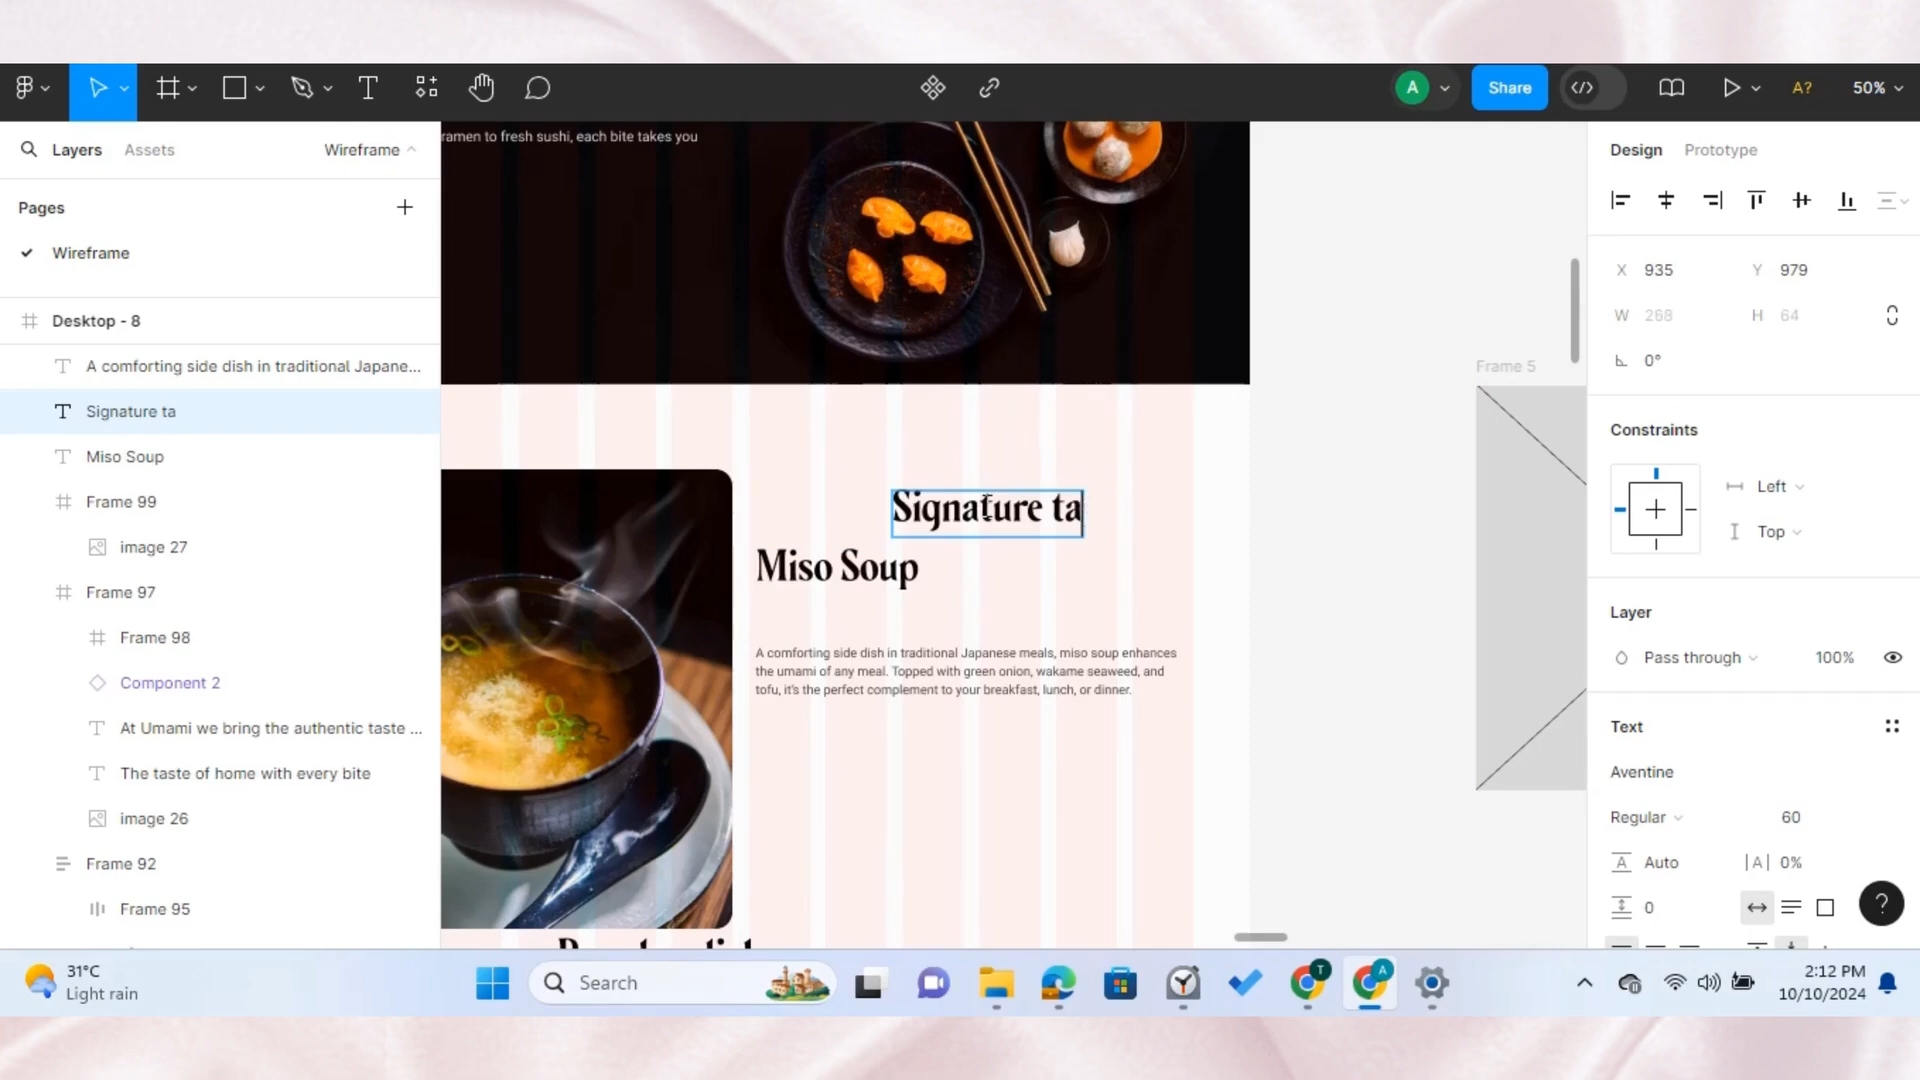 A
Share
A?
50%
Layers
Assets
Wireframe
Design
Prototype
Pages
Wireframe
Desktop - 8
A comforting side dish in traditional Japane...
Signature ta
Miso Soup
Frame 99
image 27
Frame 97
Frame 98
Component 2
At Umami we bring the authentic taste ...
The taste of home with every bite
image 26
Frame 92
Frame 95
ramen to fresh sushi, each bite takes you
Signature ta
Miso Soup
A comforting side dish in traditional Japanese meals, miso soup enhances
the umami of any meal. Topped with green onion, wakame seaweed, and
tofu, it's the perfect complement to your breakfast, lunch, or dinner.
Frame 5
X 935
Y 979
W 268
H 64
0°
Constraints
Left
Top
Layer
Pass through
100%
Text
Aventine
Regular
60
A Auto
|A| 0%
0
?
31°C
Light rain
Search
T
A
2:12 PM
10/10/2024